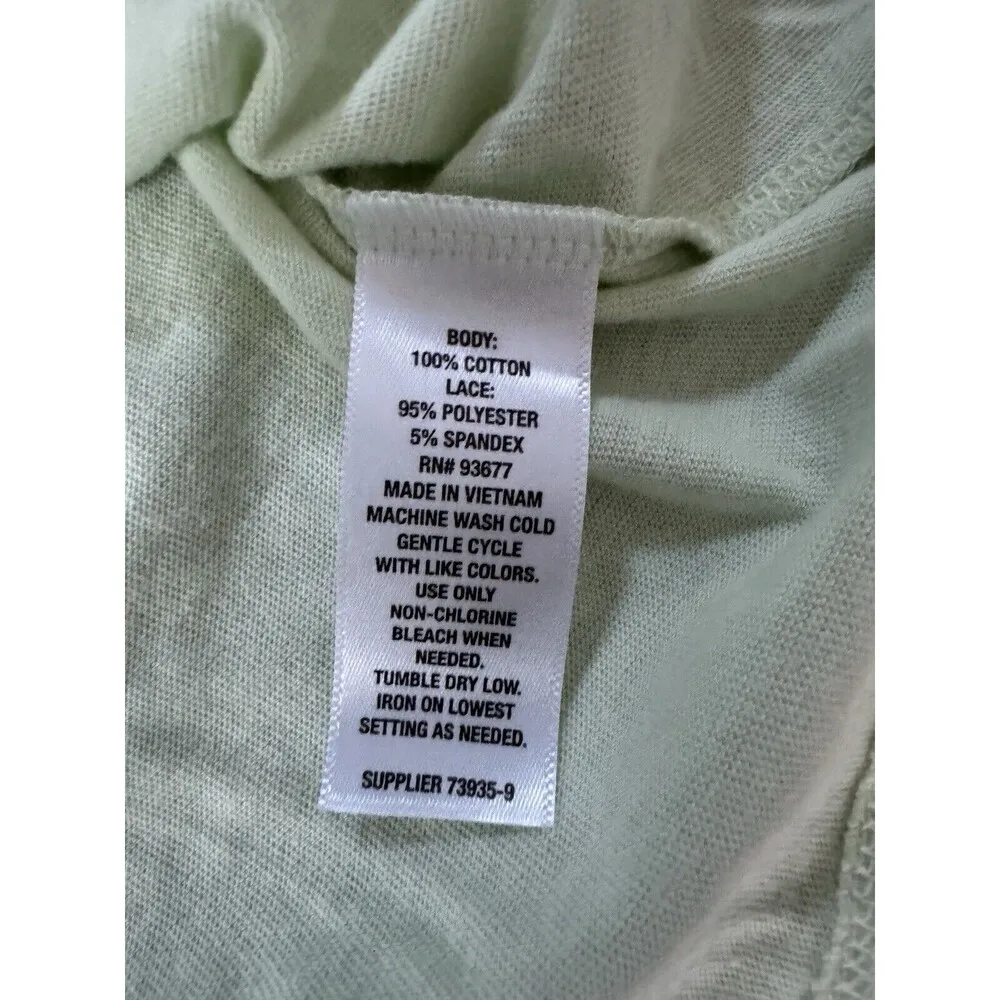 BODY:
100% COTTON
LACE:
95% POLYESTER
5% SPANDEX
RN# 93677
MADE IN VIETNAM
MACHINE WASH COLD
GENTLE CYCLE
WITH LIKE COLORS.
USE ONLY
NON-CHLORINE
BLEACH WHEN
NEEDED.
TUMBLE DRY LOW.
IRON ON LOWEST
SETTING AS NEEDED.
SUPPLIER 73935-9